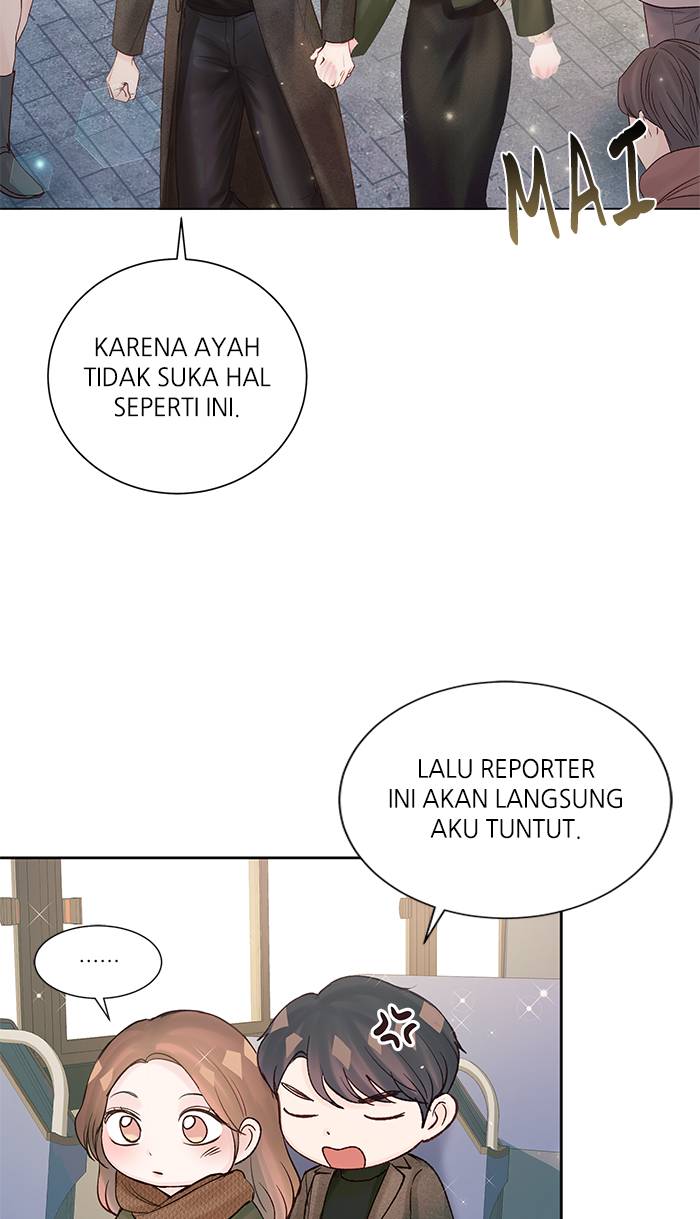 MAI
KARENA AYAH
TIDAK SUKA HAL
SEPERTI INI.
LALU REPORTER
INI AKAN LANGSUNG
AKU TUNTUT.
......